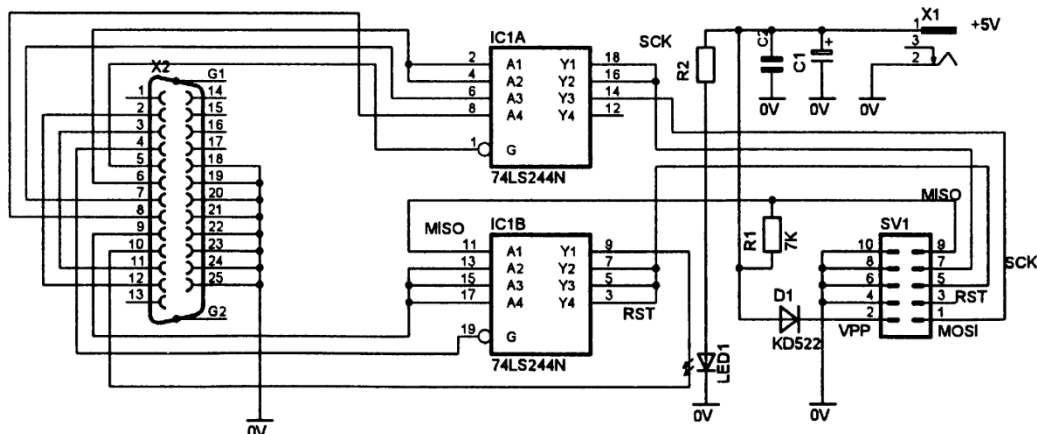 X1
1
+5V
3
2
0V
C2
C1
+
0V
0V
R2
IC1A
SCK
2 A1 Y1 18
4 A2 Y2 16
6 A3 Y3 14
8 A4 Y4 12
1 G
74LS244N
X2
G1
1 14
2 15
3 16
4 17
5 18
6 19
7 20
8 21
9 22
10 23
11 24
12 25
13
G2
0V
IC1B
MISO
11 A1 Y1 9
13 A2 Y2 7
15 A3 Y3 5
17 A4 Y4 3
RST
19 G
74LS244N
R1
7K
D1
KD522
LED1
0V
MISO
SV1
10 9
8 7
6 5
4 3
2 1
SCK
RST
VPP
MOSI
0V